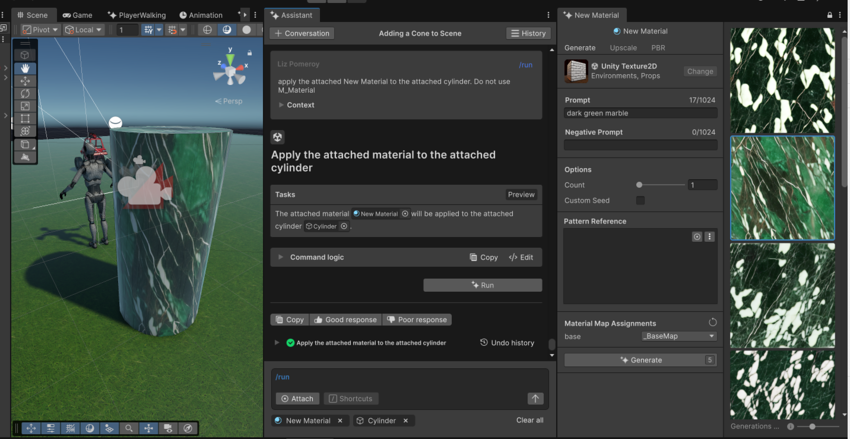 Scene
Game
PlayerWalking
Animation
Pivot
Local
1
y
x
z
Persp
Assistant
+ Conversation
Adding a Cone to Scene
History
Liz Pomeroy
/run
apply the attached New Material to the attached cylinder. Do not use
M_Material
Context
Apply the attached material to the attached
cylinder
Tasks
Preview
The attached material New Material will be applied to the attached
cylinder Cylinder .
Command logic
Copy
Edit
Run
Copy
Good response
Poor response
Apply the attached material to the attached cylinder
Undo history
/run
Attach
Shortcuts
New Material
Cylinder
Clear all
New Material
New Material
Generate
Upscale
PBR
Unity Texture2D
Environments, Props
Change
Prompt
17/1024
dark green marble
Negative Prompt
0/1024
Options
Count
1
Custom Seed
Pattern Reference
Material Map Assignments
base
_BaseMap
Generate
5
Generations ...